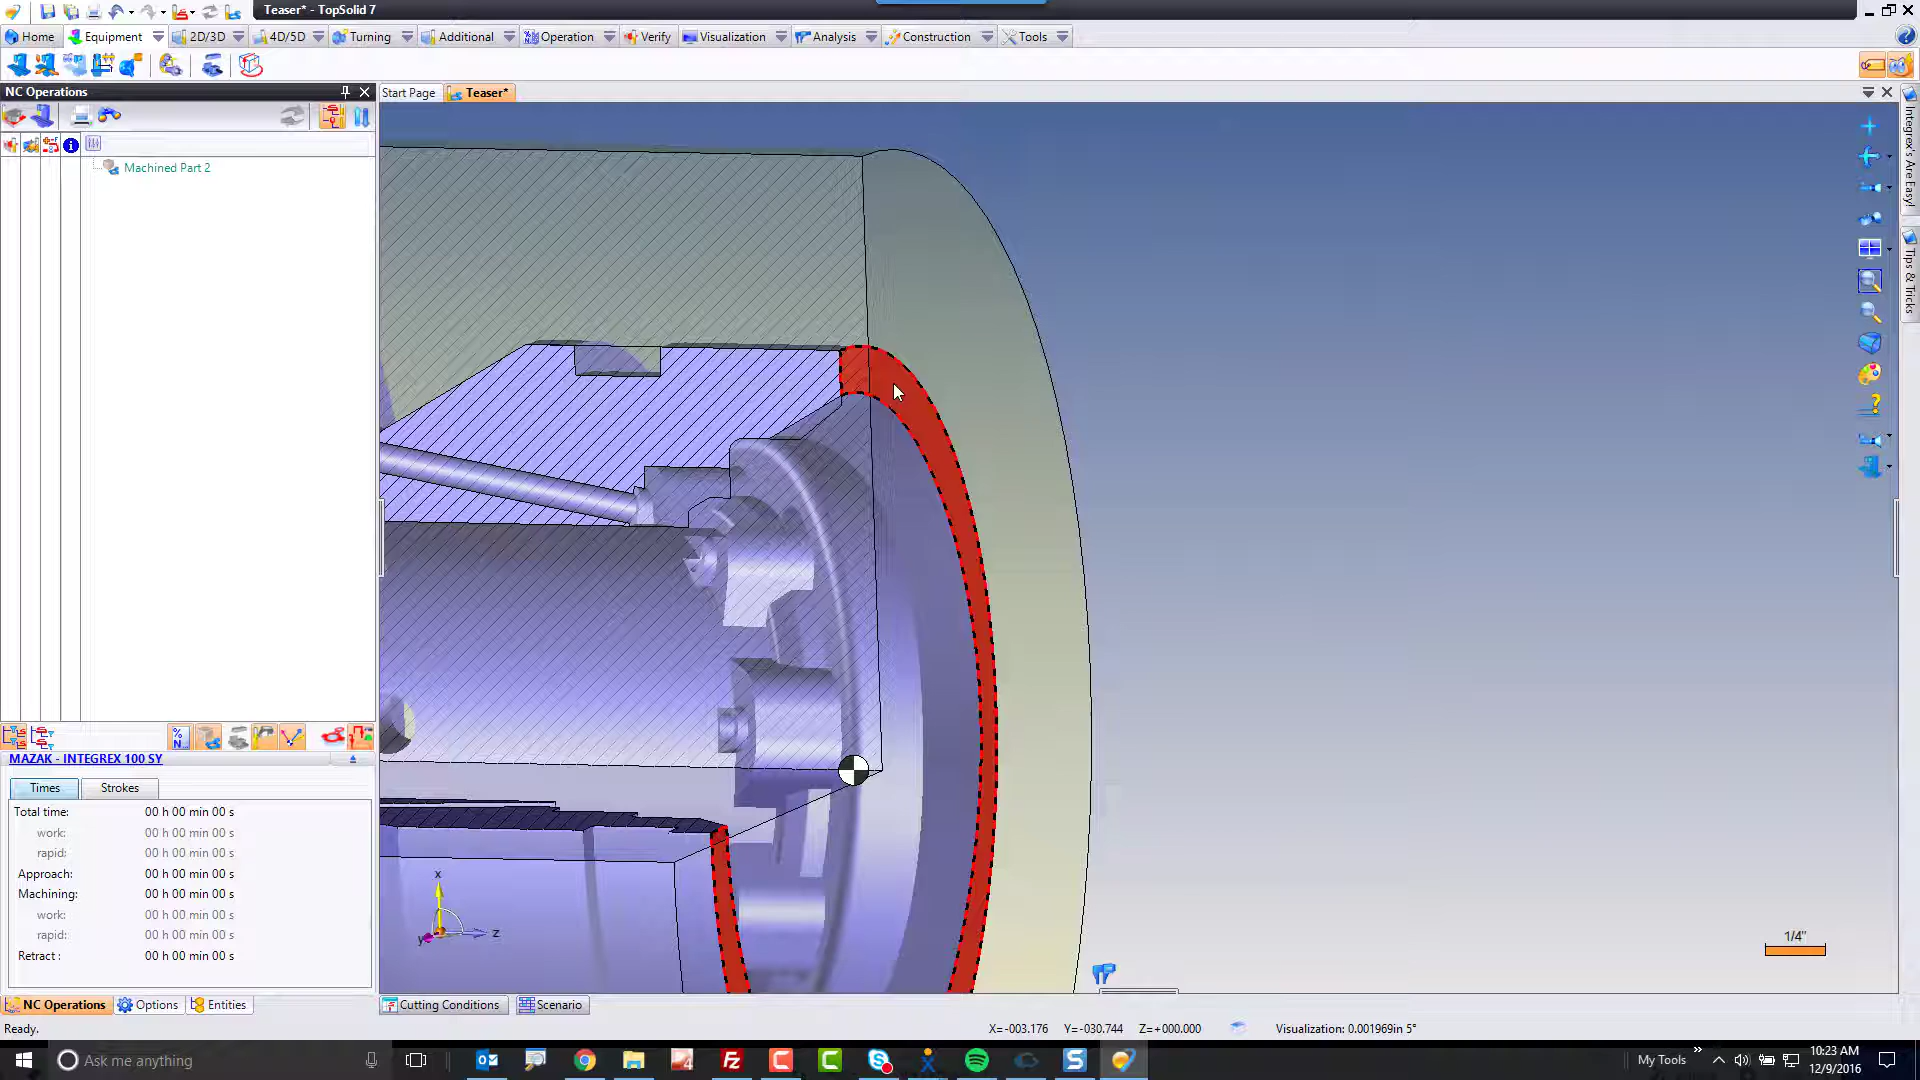 Teaser* - TopSolid 7
Home
Equipment
2D/3D
4D/5D
Turning
Additional
Operation
Verify
Visualization
Analysis
Construction
Tools
NC Operations
Start Page
Teaser*
Machined Part 2
Integrex's Are Easy!
Tips & Tricks
MAZAK - INTEGREX 100 SY
Times
Strokes
Total time: 00 h 00 min 00 s
work: 00 h 00 min 00 s
rapid: 00 h 00 min 00 s
Approach: 00 h 00 min 00 s
Machining: 00 h 00 min 00 s
work: 00 h 00 min 00 s
rapid: 00 h 00 min 00 s
Retract : 00 h 00 min 00 s
x
y
z
1/4"
NC Operations
Options
Entities
Cutting Conditions
Scenario
Ready.
X=-003.176 Y=-030.744 Z=+000.000
Visualization: 0.001969in 5°
Ask me anything
My Tools
10:23 AM
12/9/2016